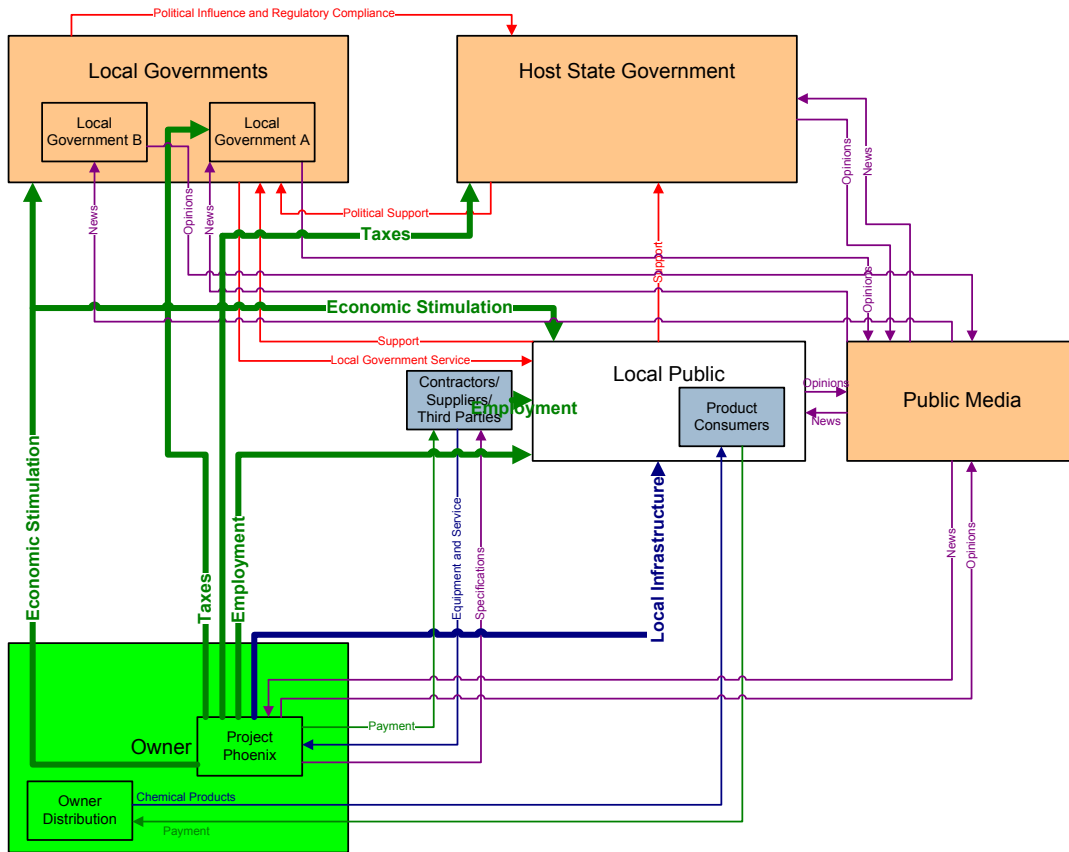 Political Influence and Regulatory Compliance
Local Governments
Host State Government
Local
Government B
Local
Government A
Opinions
News
News
Opinions
News
Political Support
Taxes
Support
Opinions
Economic Stimulation
Support
Local Government Service
Local Public
Contractors/
Suppliers/
Third Parties
Employment
Product
Consumers
Opinions
News
Public Media
Economic Stimulation
Taxes
Employment
Equipment and Service
Specifications
Local Infrastructure
News
Opinions
Owner
Project
Phoenix
Payment
Owner
Distribution
Chemical Products
Payment